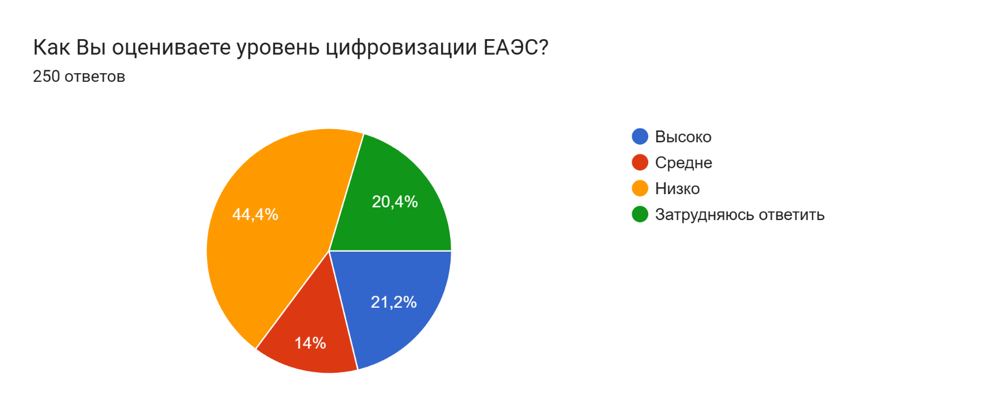 Как Вы оцениваете уровень цифровизации ЕАЭС?
250 ответов
Высоко
Средне
Низко
Затрудняюсь ответить
44,4%
20,4%
21,2%
14%